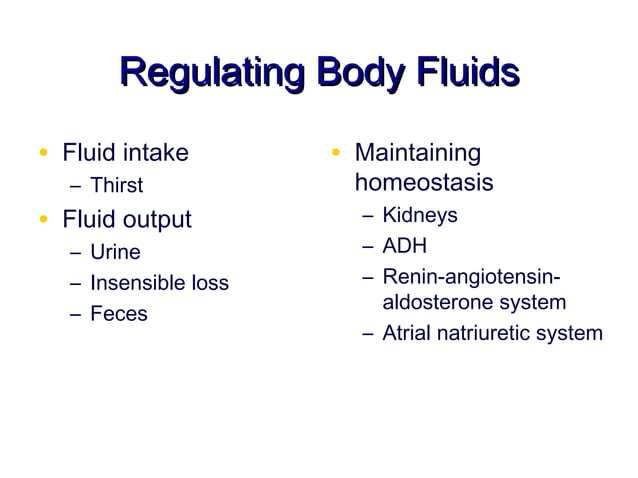 Regulating Body Fluids
• Fluid intake
– Thirst
• Fluid output
– Urine
– Insensible loss
– Feces
• Maintaining
homeostasis
– Kidneys
– ADH
– Renin-angiotensin-
aldosterone system
– Atrial natriuretic system